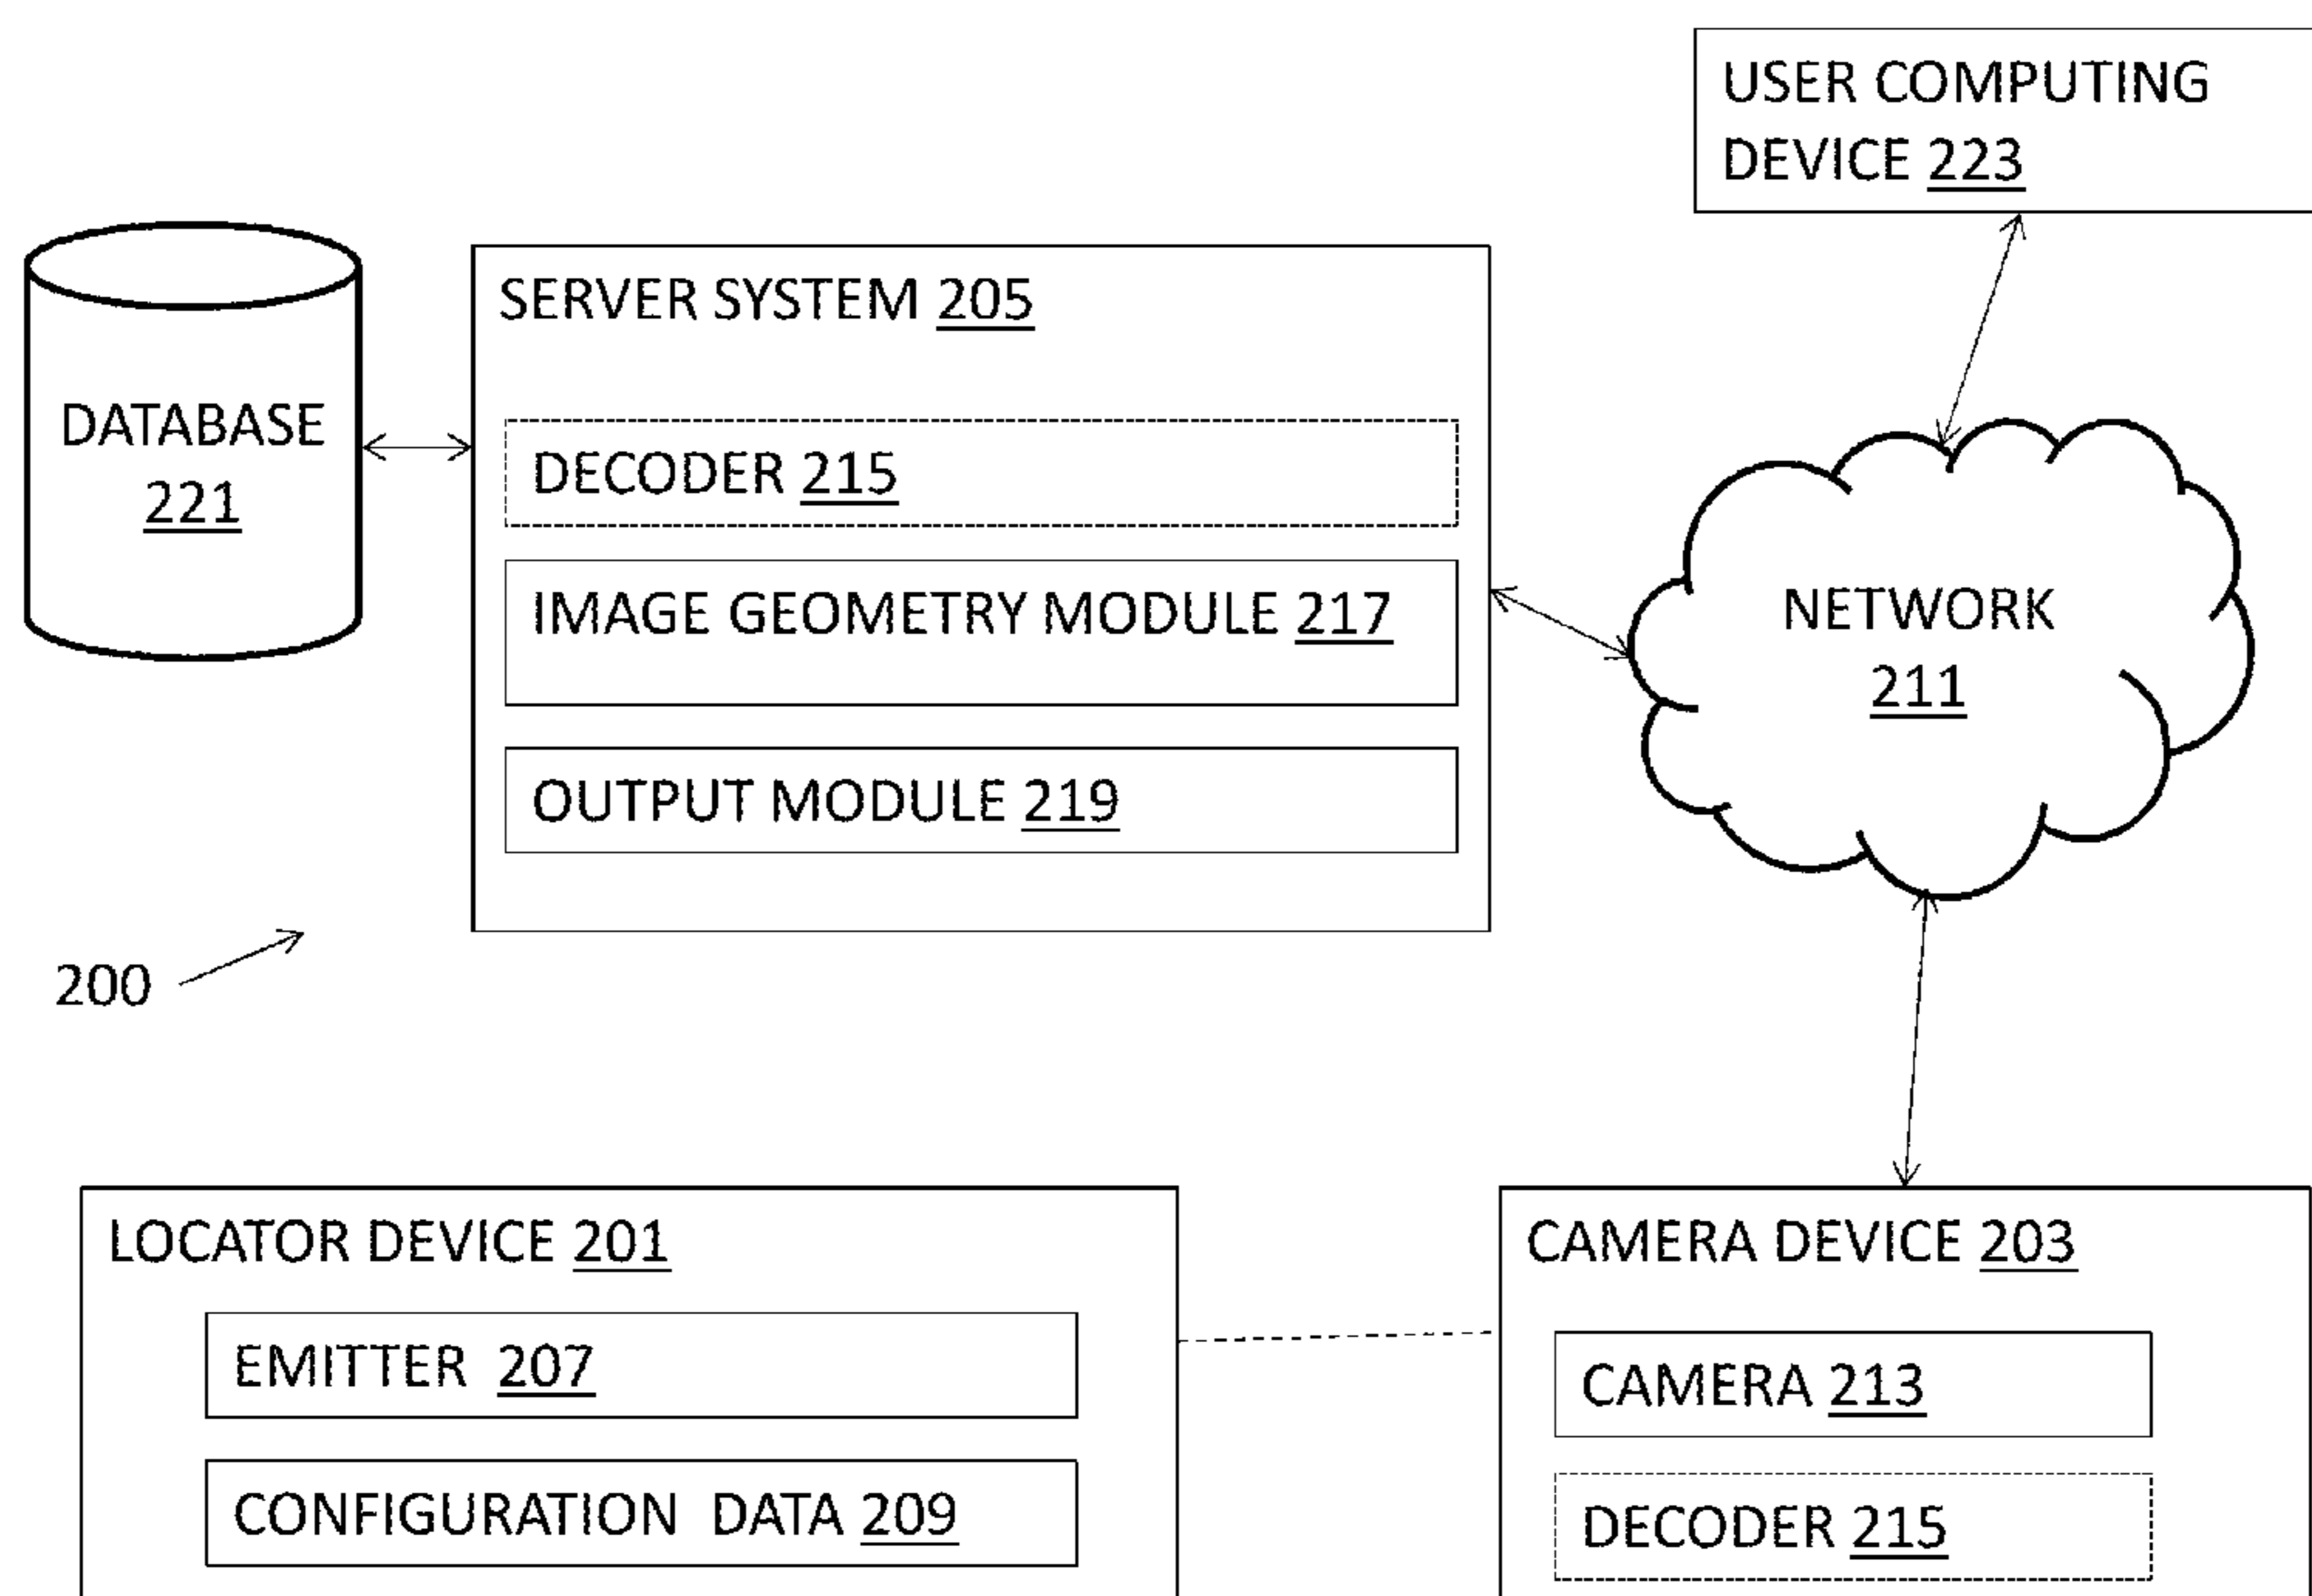 USER COMPUTING
DEVICE 223
SERVER SYSTEM 205
DATABASE
221
DECODER 215
IMAGE GEOMETRY MODULE 217
OUTPUT MODULE 219
NETWORK
211
200
LOCATOR DEVICE 201
EMITTER 207
CONFIGURATION DATA 209
CAMERA DEVICE 203
CAMERA 213
DECODER 215